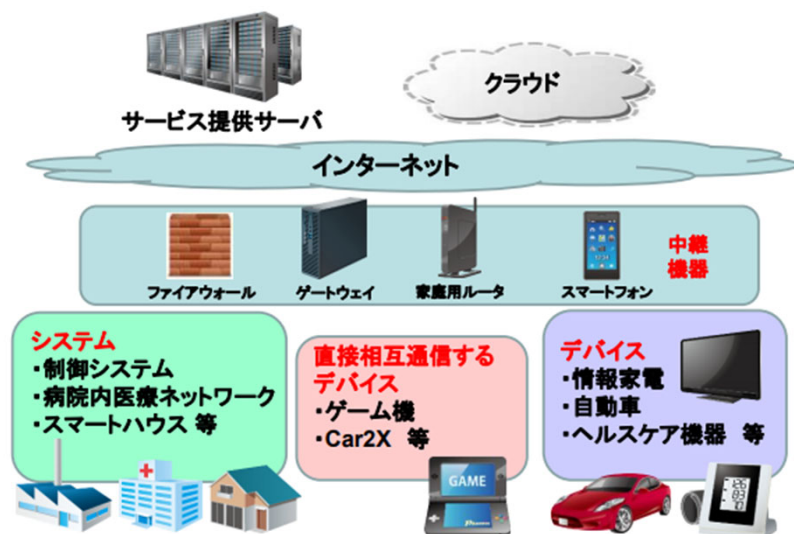 サービス提供サーバ
クラウド
インターネット
ファイアウォール
ゲートウェイ
家庭用ルータ
スマートフォン
中継
機器
システム
・制御システム
・病院内医療ネットワーク
・スマートハウス 等
直接相互通信する
デバイス
・ゲーム機
・Car2X 等
デバイス
・情報家電
・自動車
・ヘルスケア機器 等
GAME